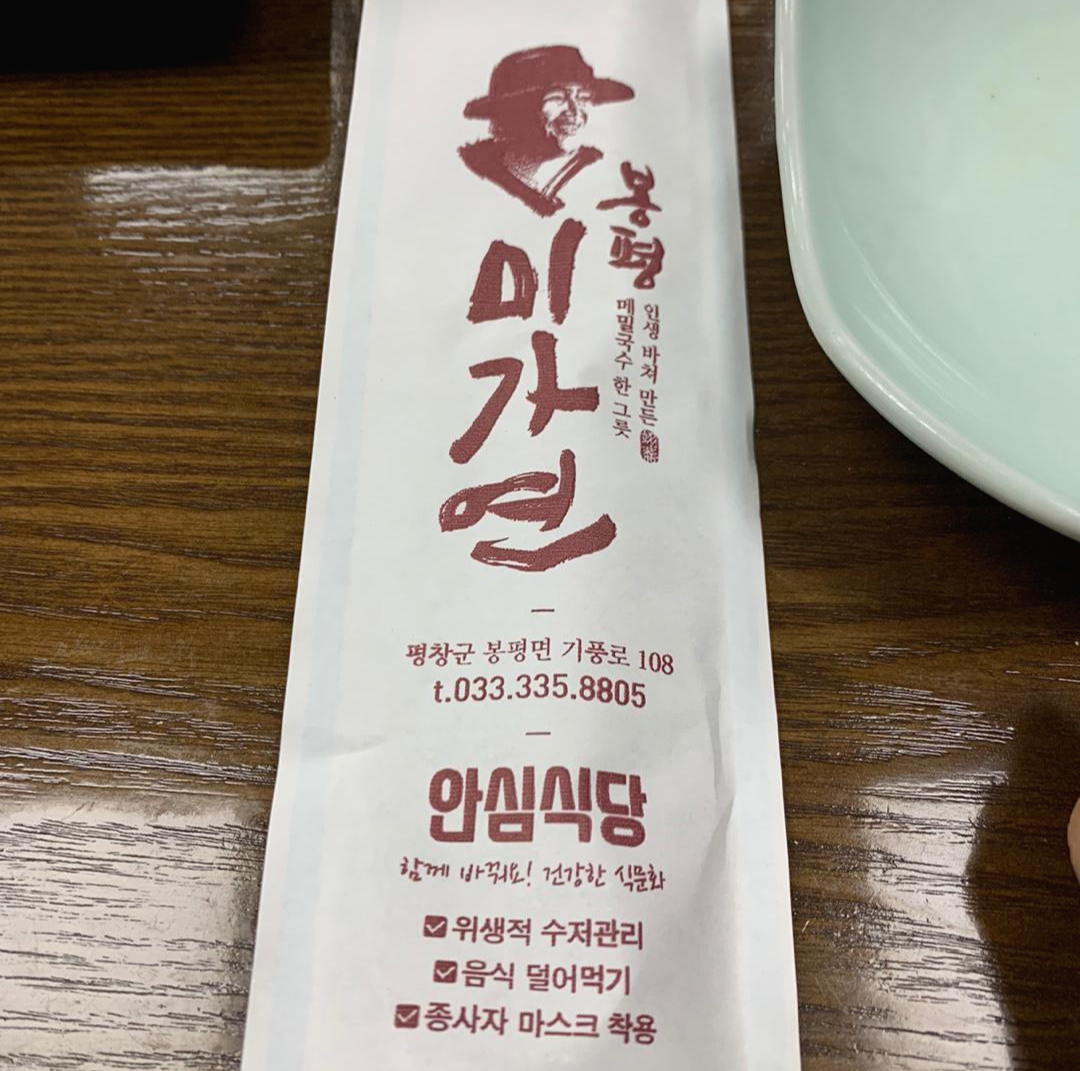 봉평
미가연
인생 바쳐 만든
메밀국수 한 그릇
평창군 봉평면 기풍로 108
t.033.335.8805
안심식당
함께 바꿔요! 건강한 식문화
위생적 수저관리
음식 덜어먹기
종사자 마스크 착용